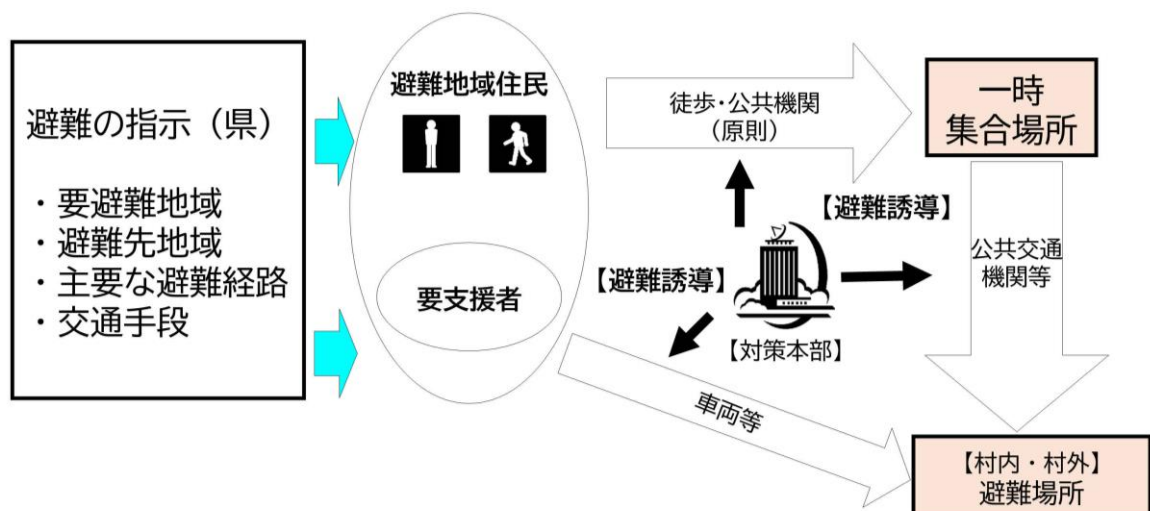 避難の指示（県）
・要避難地域
・避難先地域
・主要な避難経路
・交通手段
避難地域住民
要支援者
徒歩・公共機関
（原則）
一時
集合場所
【避難誘導】
【避難誘導】
【対策本部】
公共交通
機関等
車両等
【村内・村外】
避難場所